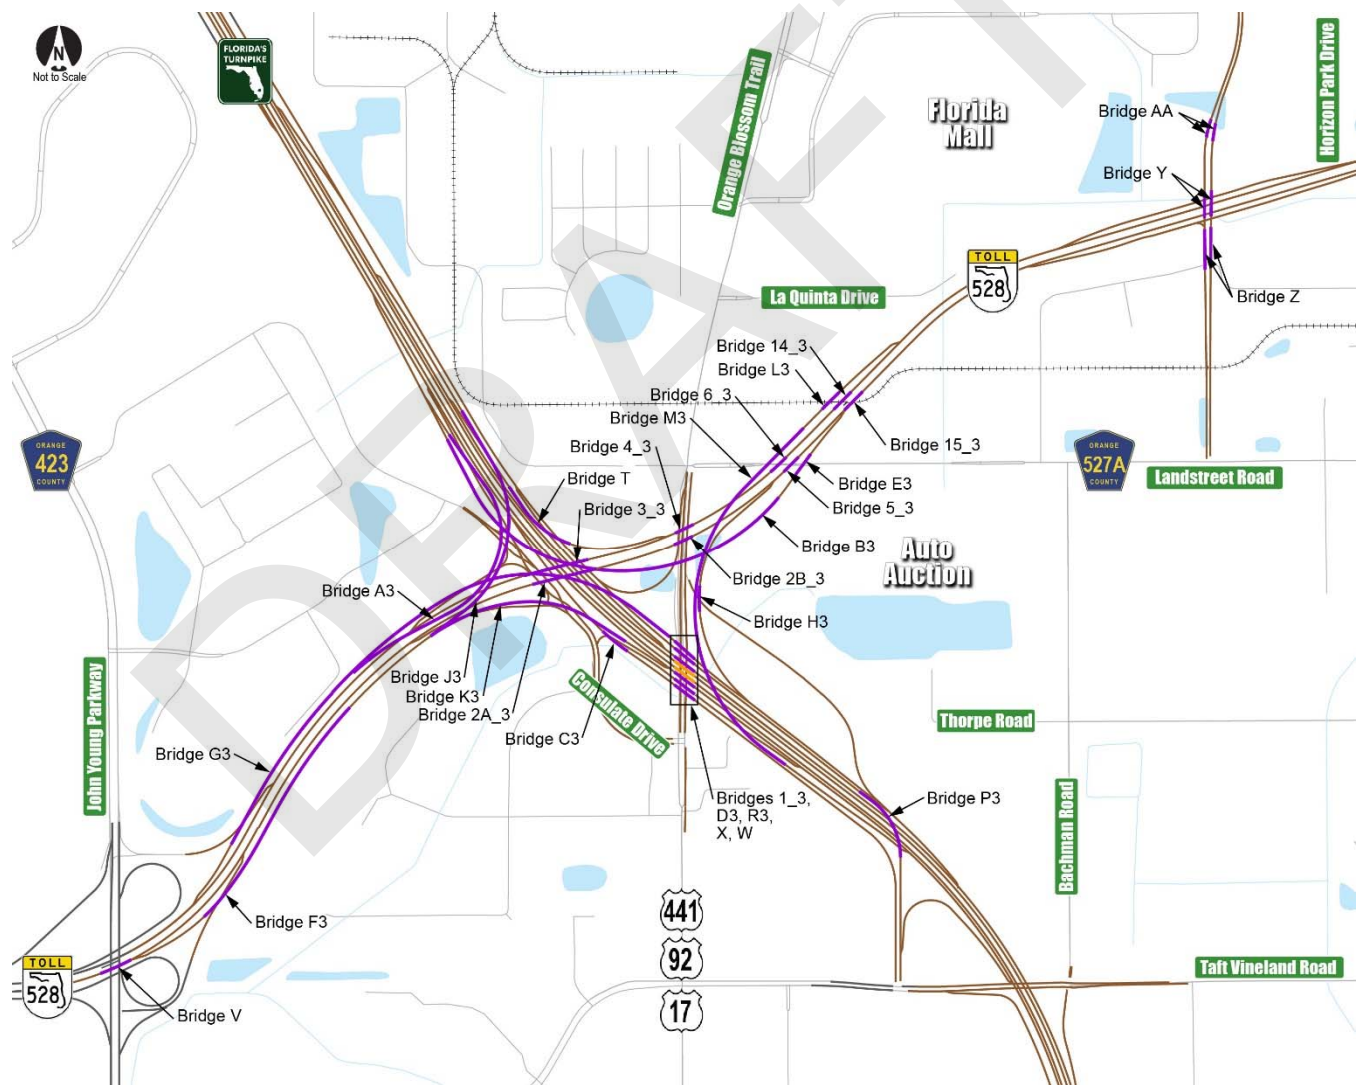 DRAFT
N
Not to Scale
FLORIDA'S
TURNPIKE
Orange Blossom Trail
Florida
Mall
Bridge AA
Horizon Park Drive
Bridge Y
TOLL
528
La Quinta Drive
Bridge Z
Bridge 14_3
Bridge L3
Bridge 6_3
Bridge M3
Bridge 15_3
Bridge 4_3
ORANGE
423
COUNTY
ORANGE
527A
COUNTY
Bridge T
Bridge E3
Landstreet Road
Bridge 3_3
Bridge 5_3
Bridge B3
Auto
Auction
Bridge 2B_3
Bridge A3
Bridge H3
Bridge J3
Bridge K3
Bridge 2A_3
Consulate Drive
Bridge C3
Thorpe Road
John Young Parkway
Bridge G3
Bridges 1_3,
D3, R3,
X, W
Bridge P3
Bachman Road
441
Bridge F3
92
Taft Vineland Road
TOLL
528
17
Bridge V